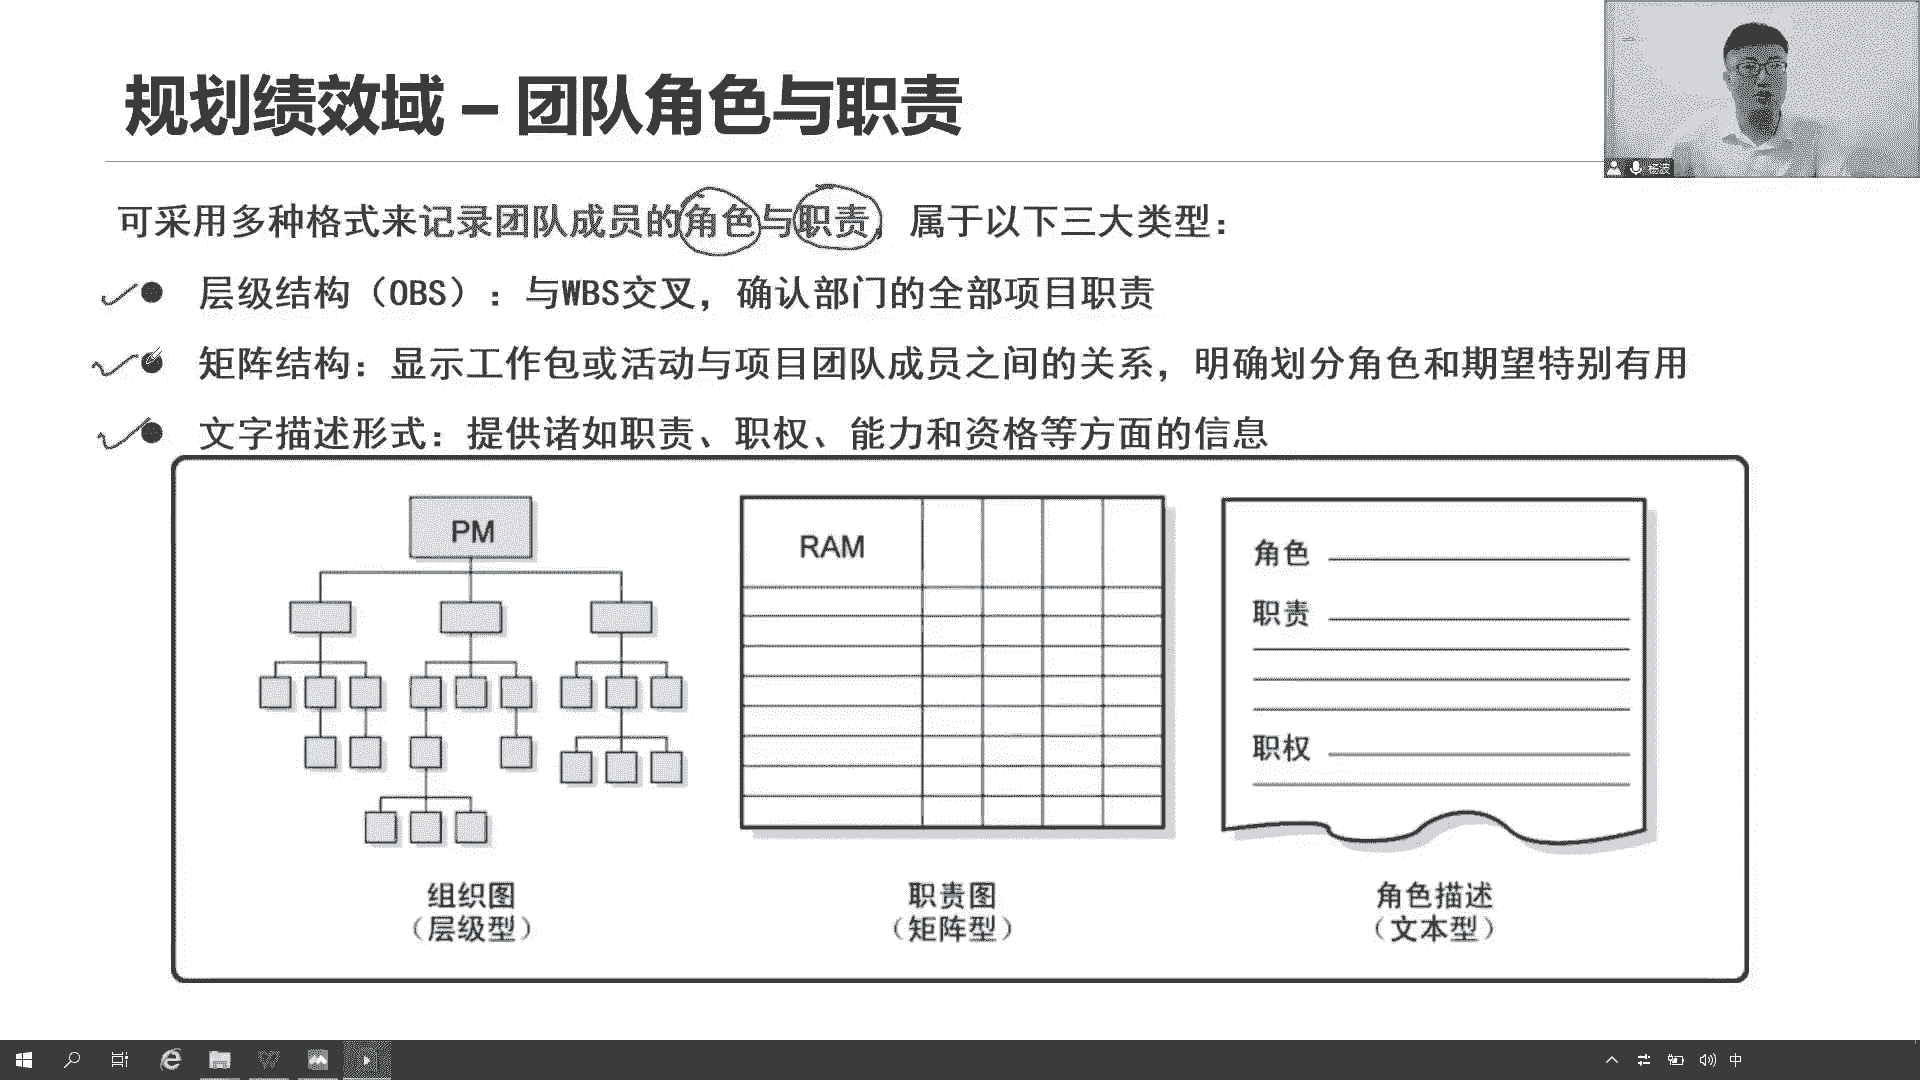 规划绩效域 – 团队角色与职责
杨波
可采用多种格式来记录团队成员的角色与职责，属于以下三大类型：
● 层级结构（OBS）：与WBS交叉，确认部门的全部项目职责
● 矩阵结构：显示工作包或活动与项目团队成员之间的关系，明确划分角色和期望特别有用
● 文字描述形式：提供诸如职责、职权、能力和资格等方面的信息
PM
RAM
角色
职责
职权
组织图
（层级型）
职责图
（矩阵型）
角色描述
（文本型）
中